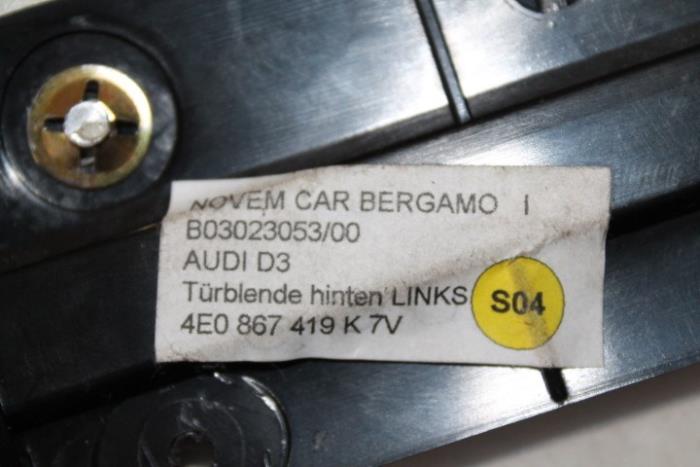 NOVEM CAR BERGAMO I
B03023053/00
AUDI D3
Türblende hinten LINKS
4E0 867 419 K 7V
S04